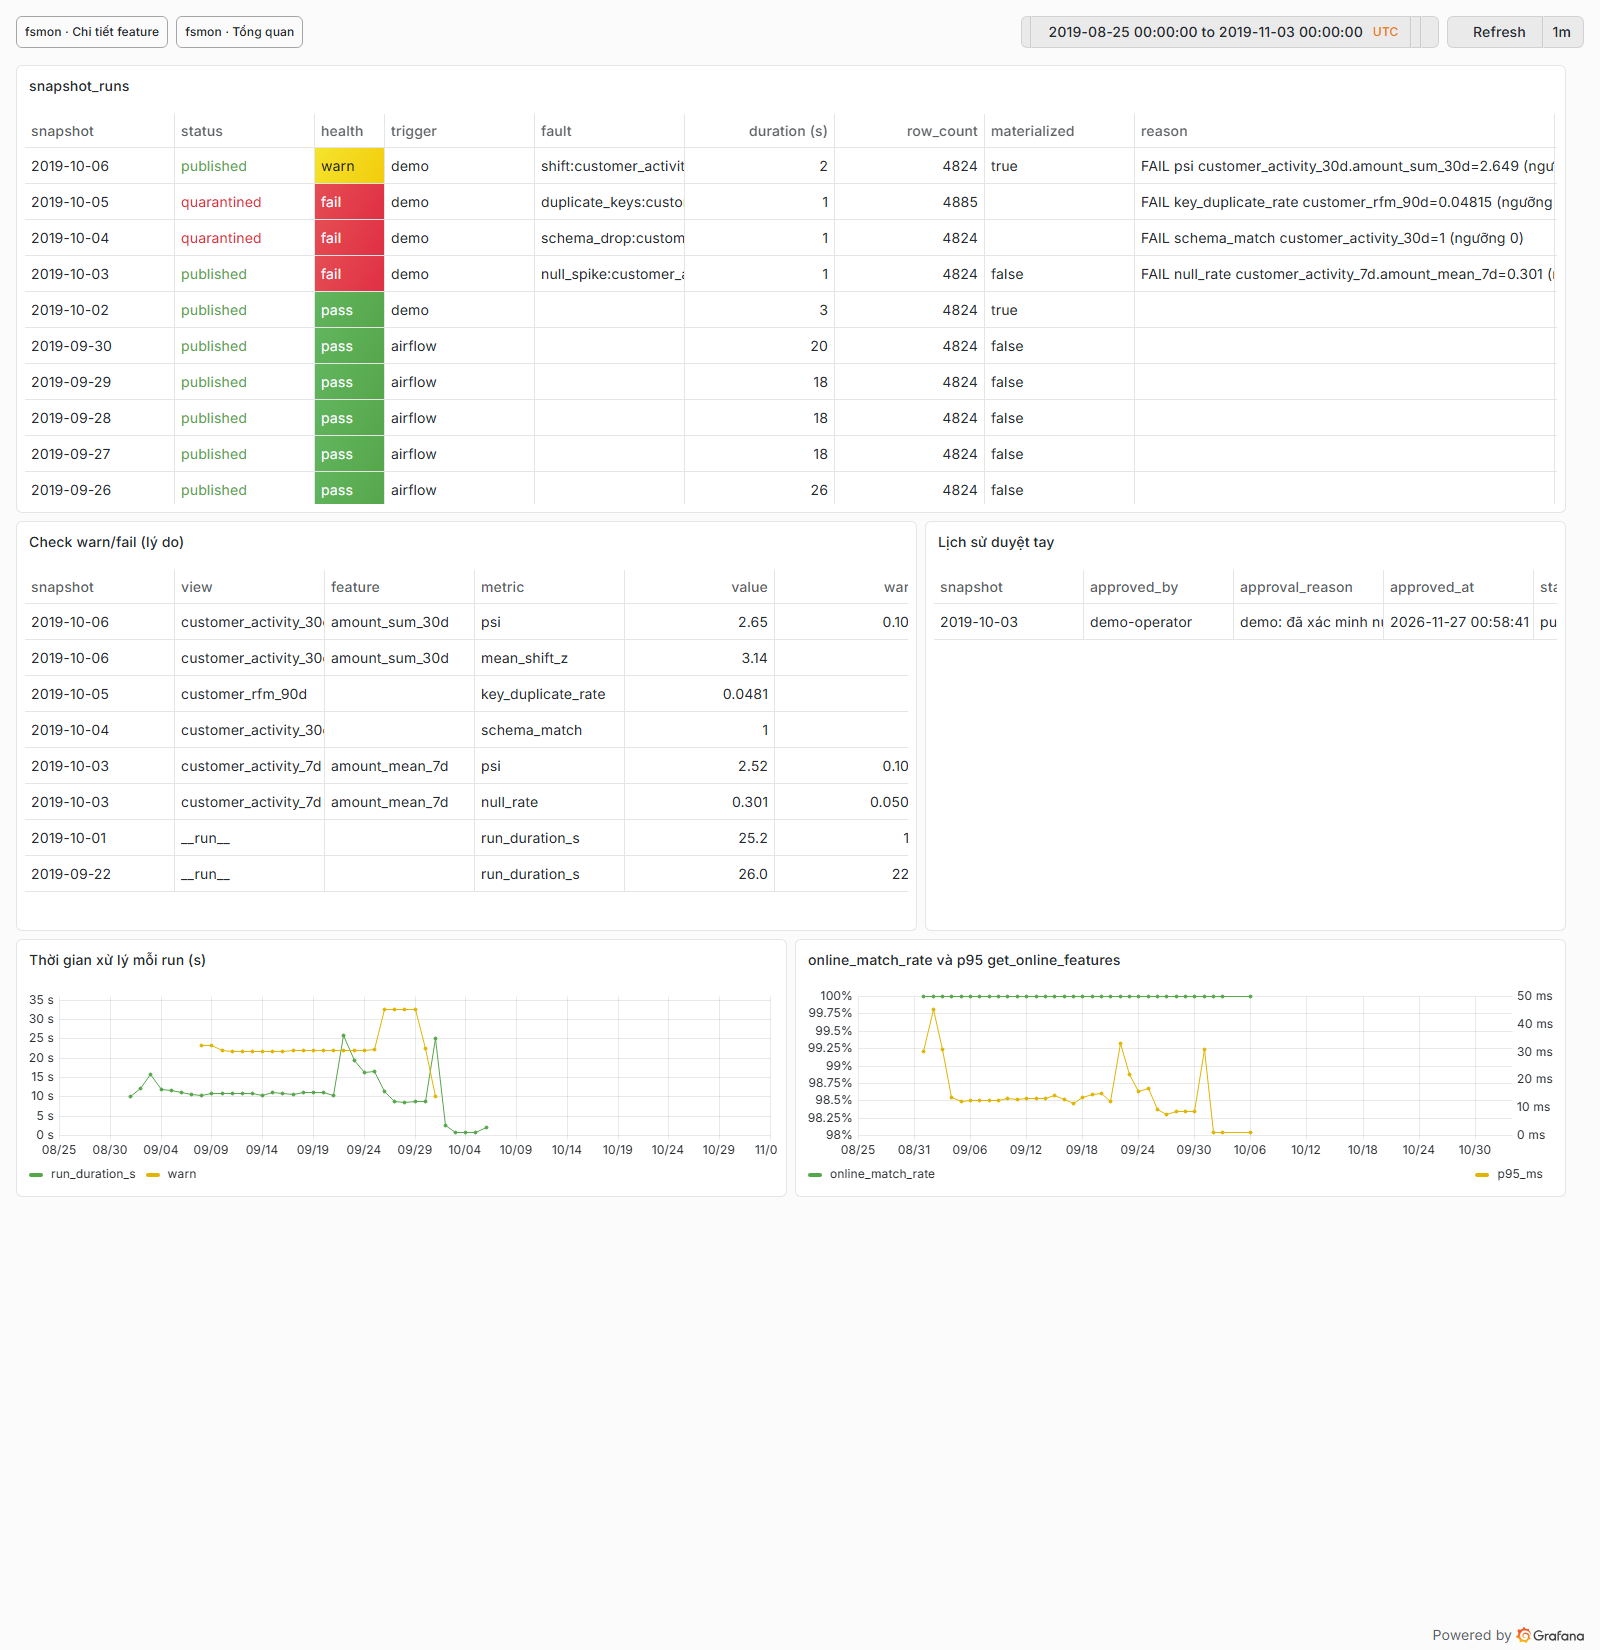 fsmon · Chi tiết feature fsmon · Tổng quan 2019-08-25 00:00:00 to 2019-11-03 00:00:00 UTC Refresh 1m
snapshot_runs
snapshot status health trigger fault duration (s) row_count materialized reason
2019-10-06 published warn demo shift:customer_activit 2 4824 true FAIL psi customer_activity_30d.amount_sum_30d=2.649 (ngư
2019-10-05 quarantined fail demo duplicate_keys:custo 1 4885 FAIL key_duplicate_rate customer_rfm_90d=0.04815 (ngưỡng
2019-10-04 quarantined fail demo schema_drop:custom 1 4824 FAIL schema_match customer_activity_30d=1 (ngưỡng 0)
2019-10-03 published fail demo null_spike:customer_a 1 4824 false FAIL null_rate customer_activity_7d.amount_mean_7d=0.301 (
2019-10-02 published pass demo 3 4824 true
2019-09-30 published pass airflow 20 4824 false
2019-09-29 published pass airflow 18 4824 false
2019-09-28 published pass airflow 18 4824 false
2019-09-27 published pass airflow 18 4824 false
2019-09-26 published pass airflow 26 4824 false
Check warn/fail (lý do)
snapshot view feature metric value war
2019-10-06 customer_activity_30 amount_sum_30d psi 2.65 0.10
2019-10-06 customer_activity_30 amount_sum_30d mean_shift_z 3.14
2019-10-05 customer_rfm_90d key_duplicate_rate 0.0481
2019-10-04 customer_activity_30 schema_match 1
2019-10-03 customer_activity_7d amount_mean_7d psi 2.52 0.10
2019-10-03 customer_activity_7d amount_mean_7d null_rate 0.301 0.050
2019-10-01 __run__ run_duration_s 25.2 1
2019-09-22 __run__ run_duration_s 26.0 22
Lịch sử duyệt tay
snapshot approved_by approval_reason approved_at sta
2019-10-03 demo-operator demo: đã xác minh nu 2026-11-27 00:58:41 pu
Thời gian xử lý mỗi run (s)
35 s
30 s
25 s
20 s
15 s
10 s
5 s
0 s
08/25 08/30 09/04 09/09 09/14 09/19 09/24 09/29 10/04 10/09 10/14 10/19 10/24 10/29 11/0
run_duration_s warn
online_match_rate và p95 get_online_features
100% 50 ms
99.75%
99.5% 40 ms
99.25% 30 ms
99%
98.75% 20 ms
98.5%
98.25% 10 ms
98% 0 ms
08/25 08/31 09/06 09/12 09/18 09/24 09/30 10/06 10/12 10/18 10/24 10/30
online_match_rate p95_ms
Powered by Grafana